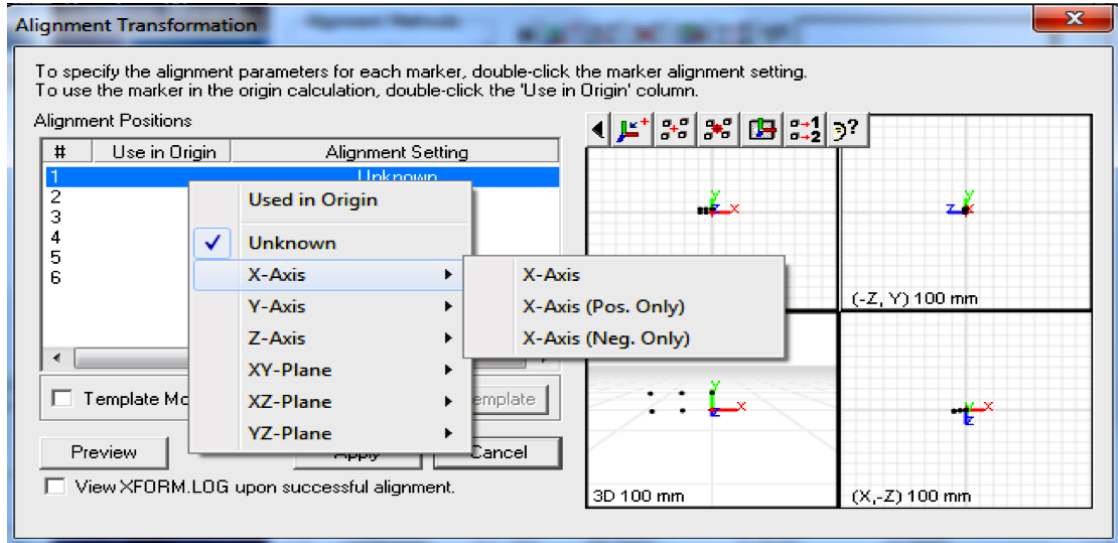 Alignment Transformation
To specify the alignment parameters for each marker, double-click the marker alignment setting.
To use the marker in the origin calculation, double-click the 'Use in Origin' column.
Alignment Positions
# Use in Origin Alignment Setting
1 Unknown
2
3
4
5
6
Used in Origin
Unknown
X-Axis
Y-Axis
Z-Axis
XY-Plane
XZ-Plane
YZ-Plane
X-Axis
X-Axis (Pos. Only)
X-Axis (Neg. Only)
Template Mo
emplate
Preview
Apply
Cancel
View XFORM.LOG upon successful alignment.
Y
X
Z
Y
Z
X
(-Z, Y) 100 mm
Y
X
Z
3D 100 mm
X
Z
(X,-Z) 100 mm